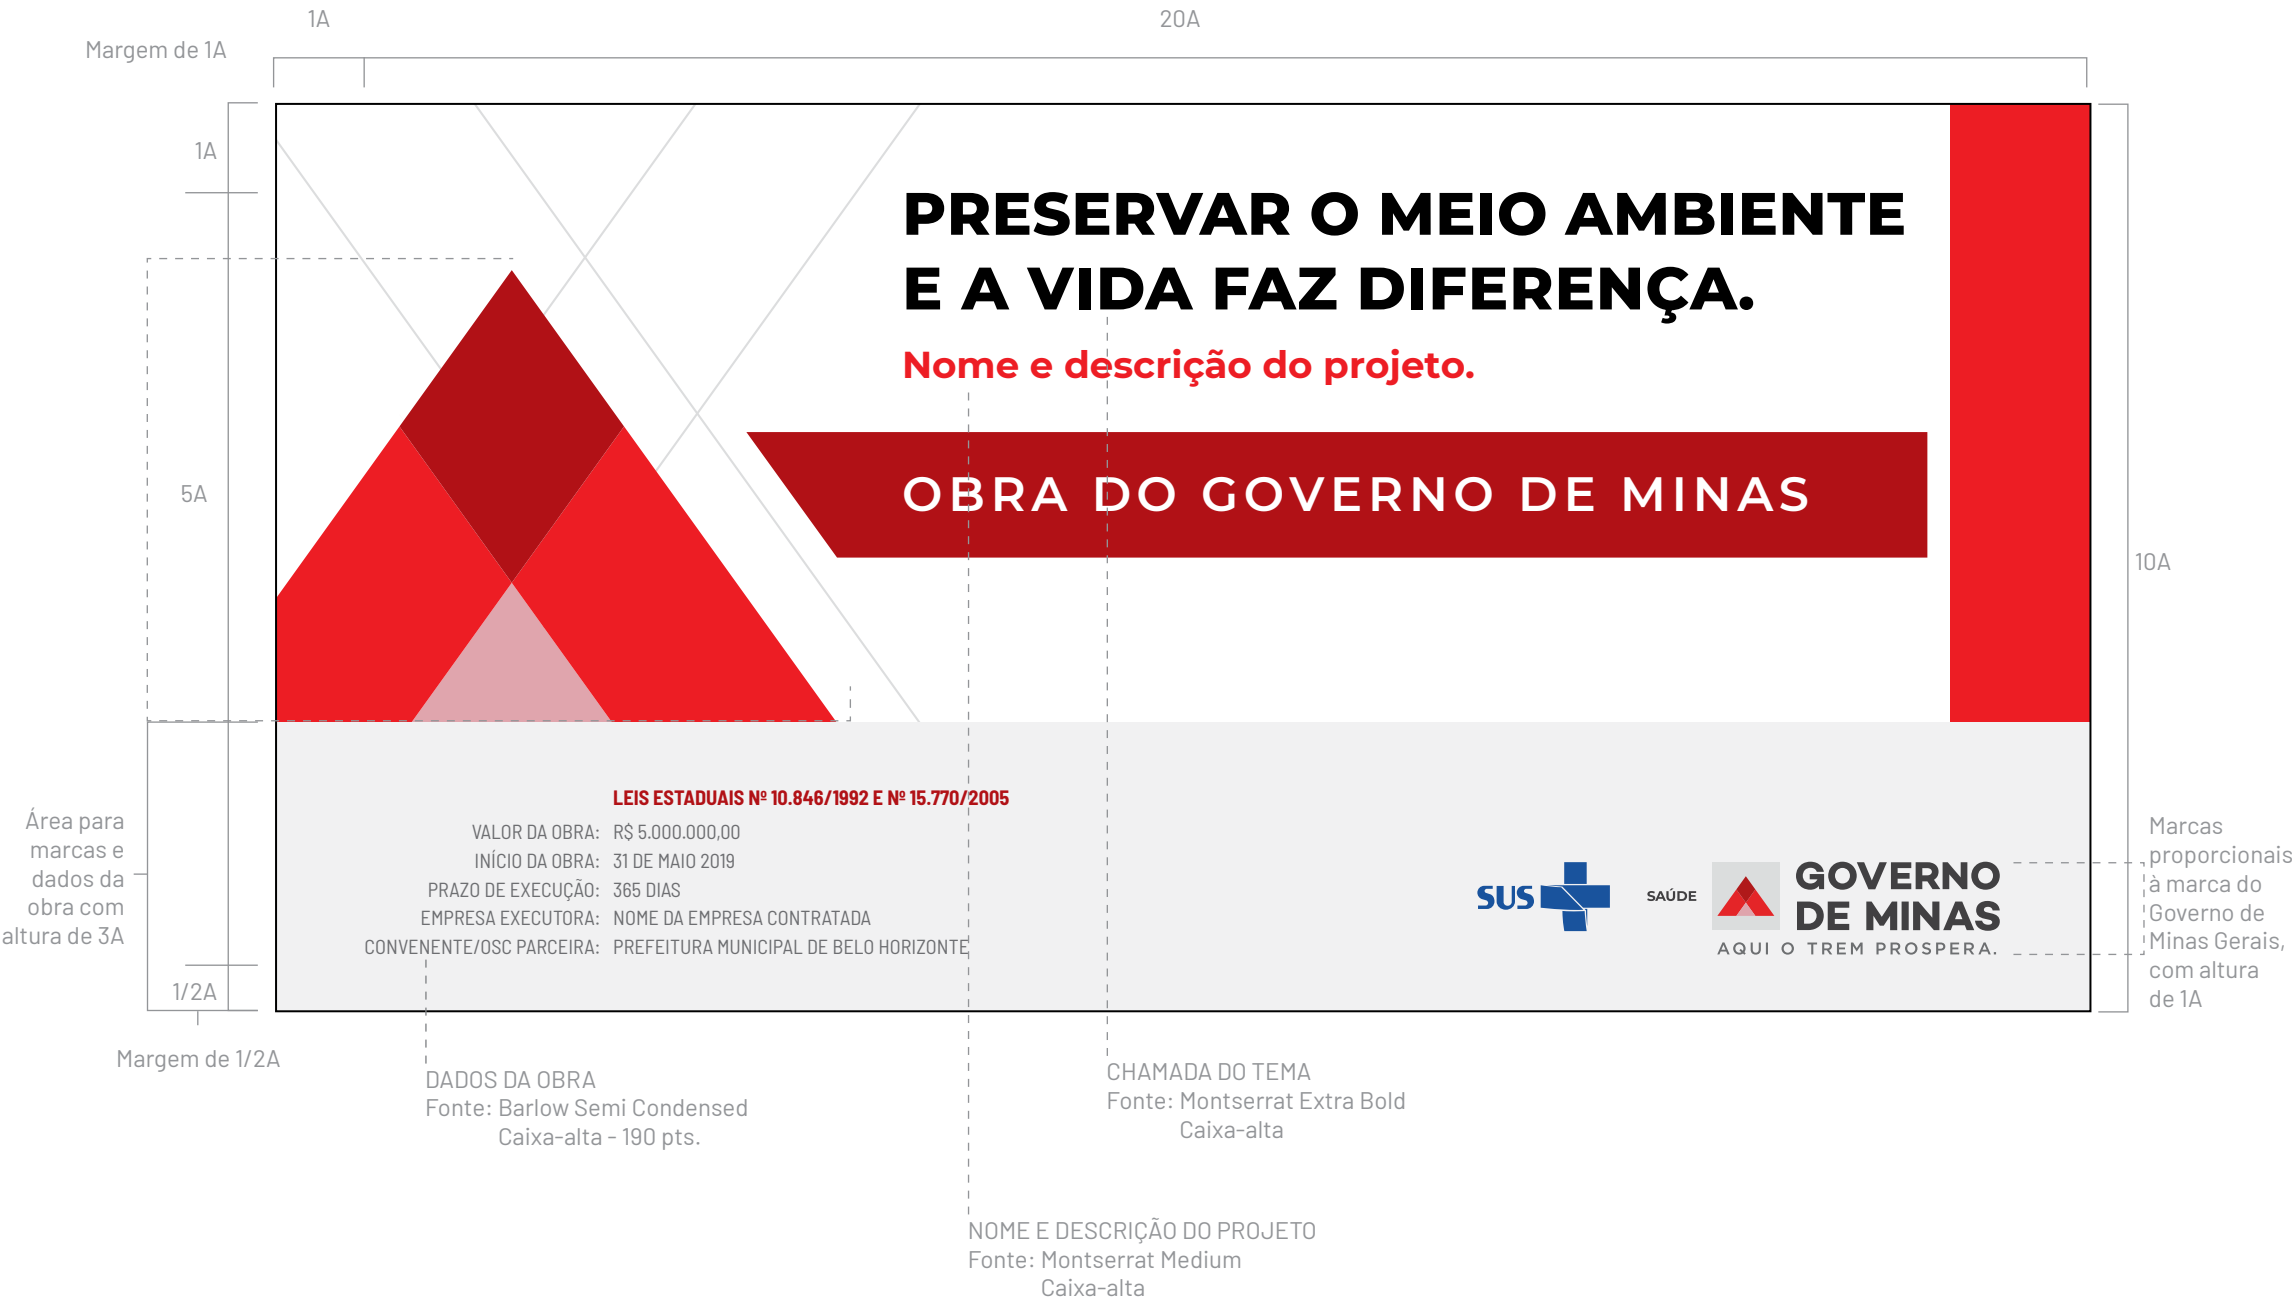 1A
20A
Margem de 1A
1A
PRESERVAR O MEIO AMBIENTE
E A VIDA FAZ DIFERENÇA.
Nome e descrição do projeto.
5A
OBRA DO GOVERNO DE MINAS
10A
Área para
marcas e
dados da
obra com
altura de 3A
LEIS ESTADUAIS Nº 10.846/1992 E Nº 15.770/2005
VALOR DA OBRA: R$ 5.000.000,00
INÍCIO DA OBRA: 31 DE MAIO 2019
PRAZO DE EXECUÇÃO: 365 DIAS
EMPRESA EXECUTORA: NOME DA EMPRESA CONTRATADA
CONVENENTE/OSC PARCEIRA: PREFEITURA MUNICIPAL DE BELO HORIZONTE
SUS
SAÚDE
GOVERNO
DE MINAS
AQUI O TREM PROSPERA.
Marcas
proporcionais
à marca do
Governo de
Minas Gerais,
com altura
de 1A
1/2A
Margem de 1/2A
DADOS DA OBRA
Fonte: Barlow Semi Condensed
Caixa-alta - 190 pts.
CHAMADA DO TEMA
Fonte: Montserrat Extra Bold
Caixa-alta
NOME E DESCRIÇÃO DO PROJETO
Fonte: Montserrat Medium
Caixa-alta